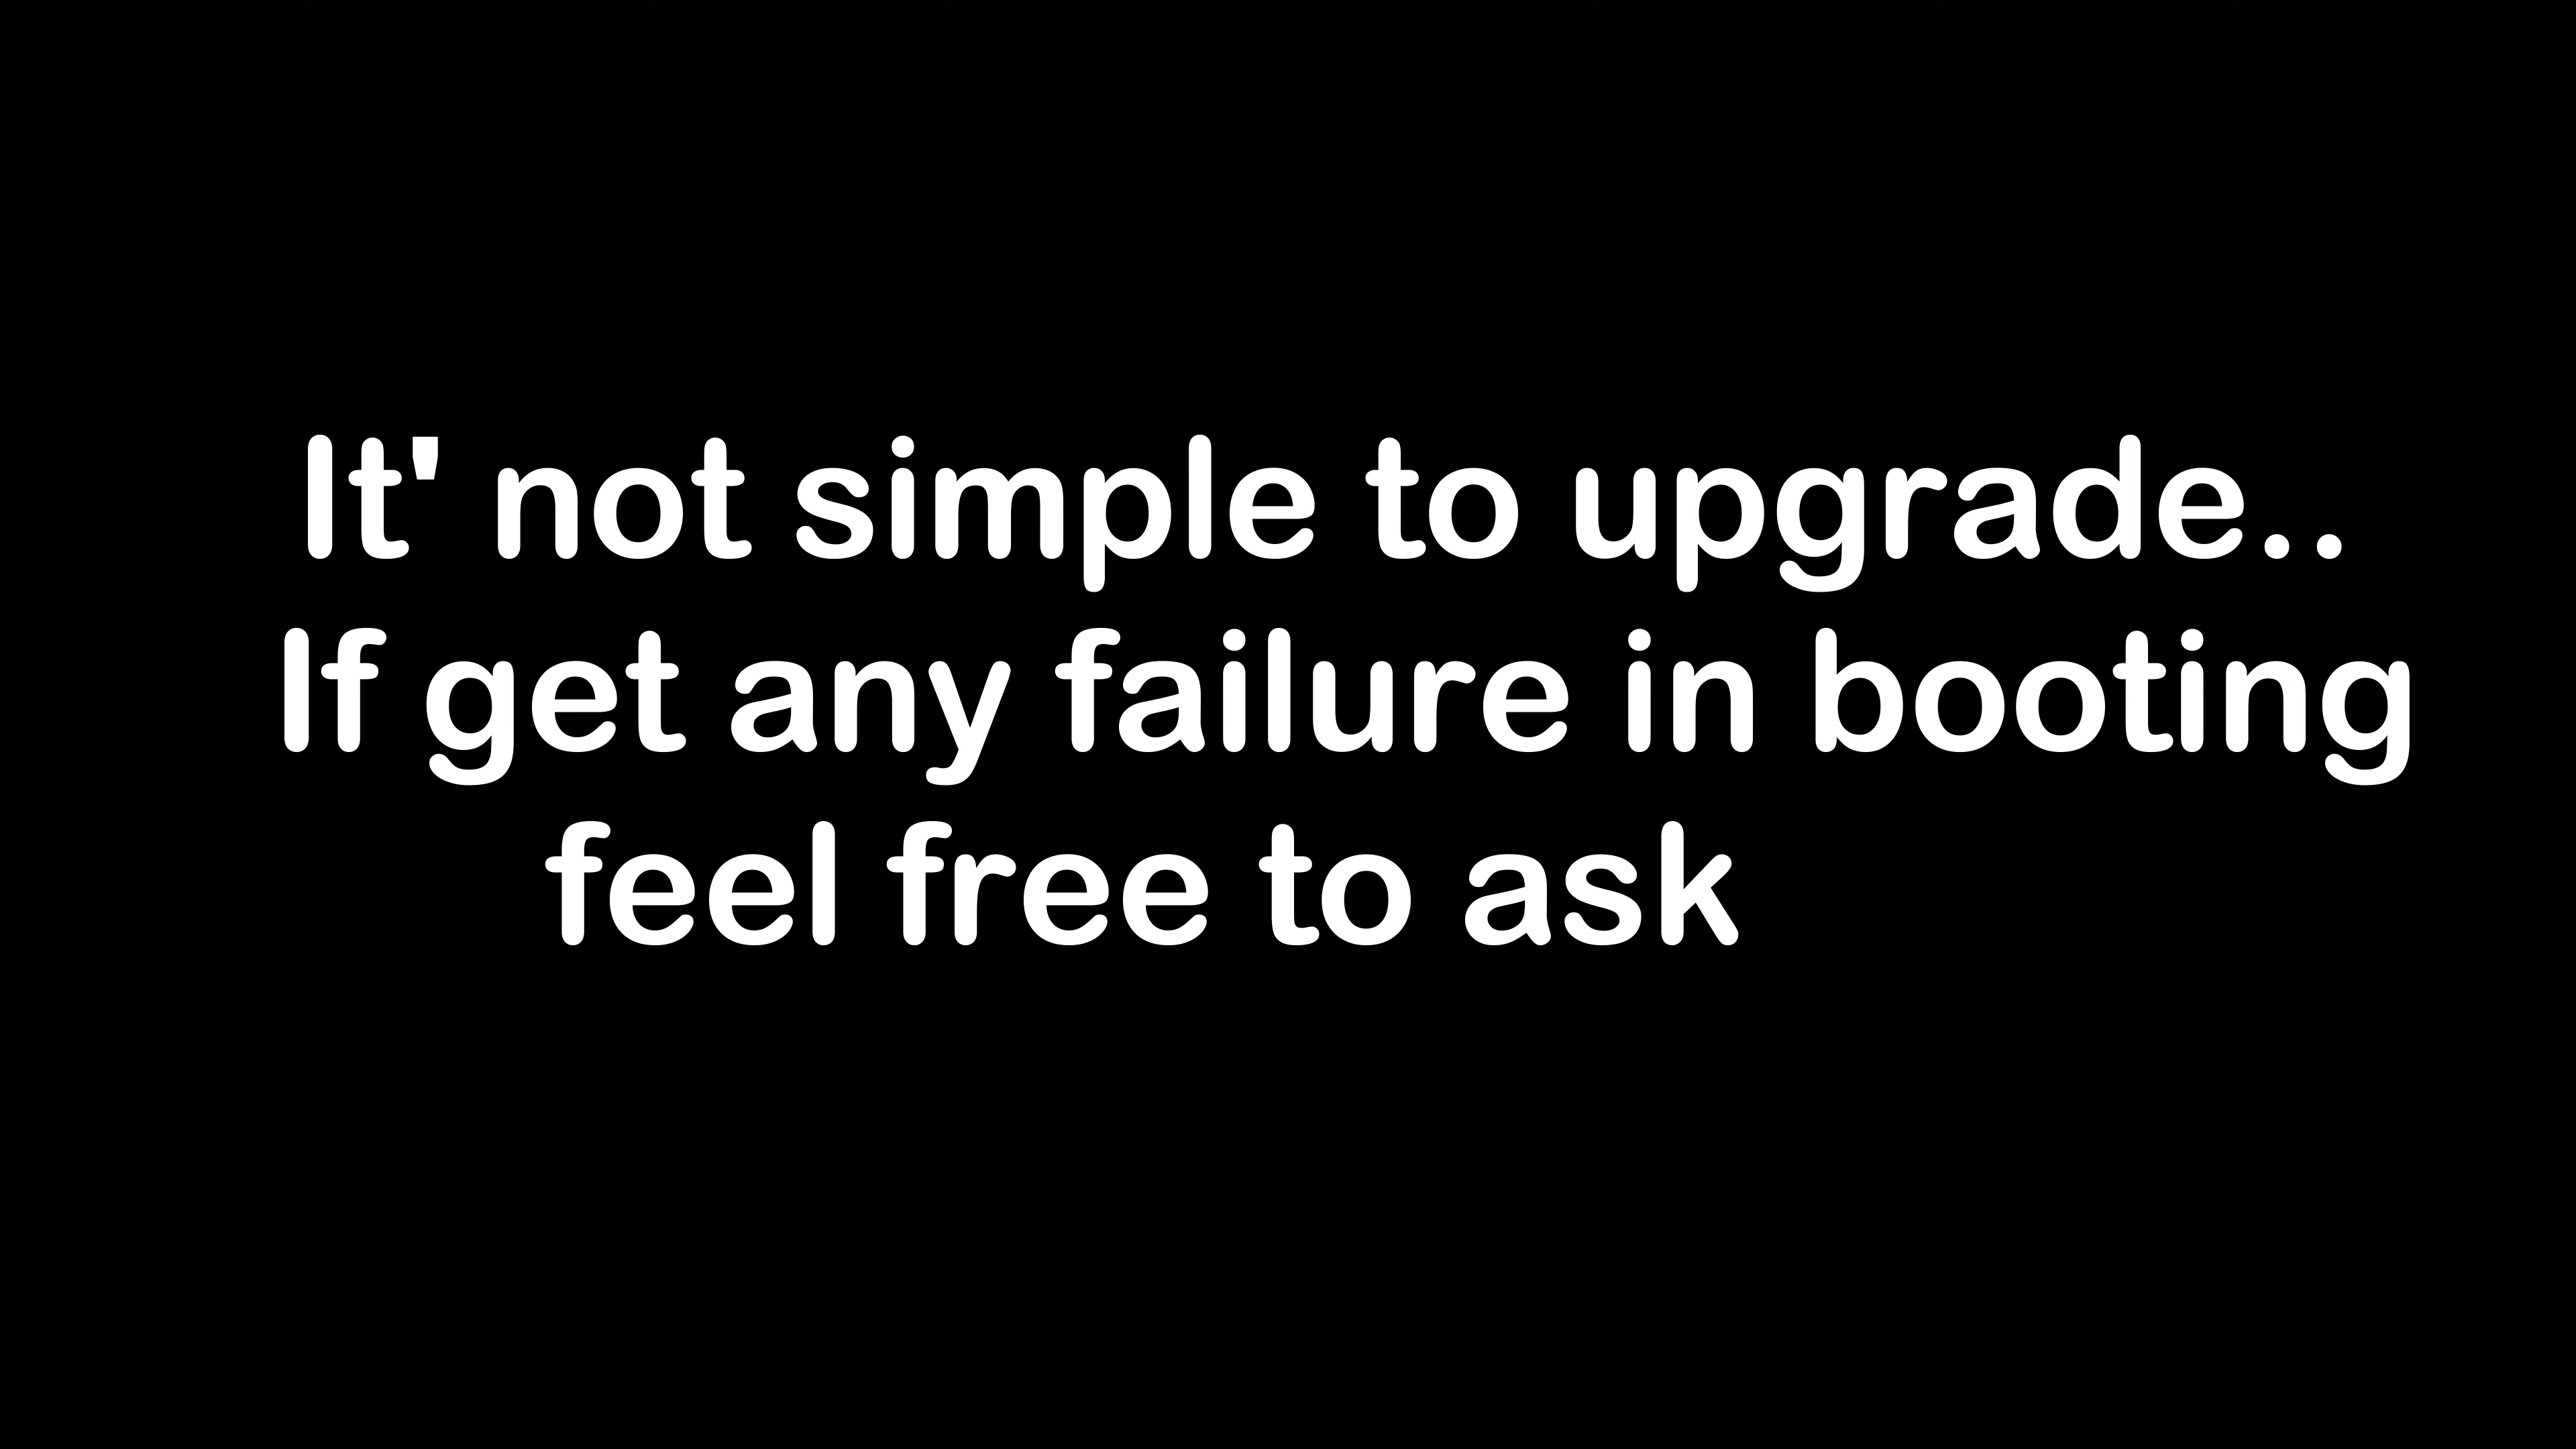 It' not simple to upgrade..
If get any failure in booting
feel free to ask